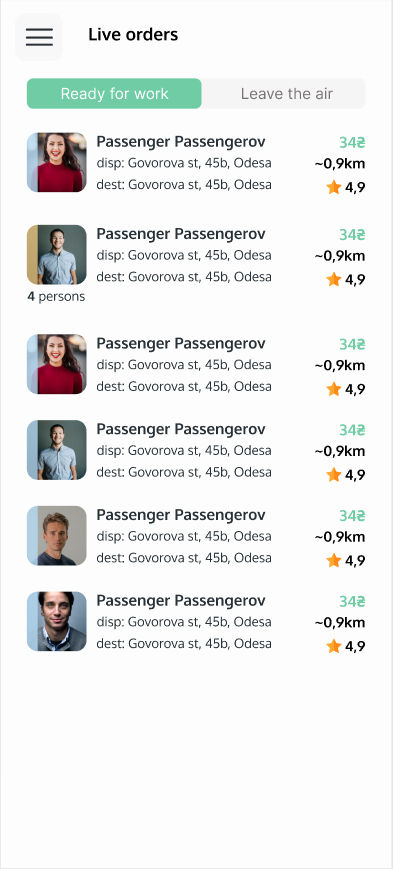 Live orders
Ready for work Leave the air
Passenger Passengerov 34₴
disp: Govorova st, 45b, Odesa ~0,9km
dest: Govorova st, 45b, Odesa 4,9
Passenger Passengerov 34₴
disp: Govorova st, 45b, Odesa ~0,9km
dest: Govorova st, 45b, Odesa 4,9
4 persons
Passenger Passengerov 34₴
disp: Govorova st, 45b, Odesa ~0,9km
dest: Govorova st, 45b, Odesa 4,9
Passenger Passengerov 34₴
disp: Govorova st, 45b, Odesa ~0,9km
dest: Govorova st, 45b, Odesa 4,9
Passenger Passengerov 34₴
disp: Govorova st, 45b, Odesa ~0,9km
dest: Govorova st, 45b, Odesa 4,9
Passenger Passengerov 34₴
disp: Govorova st, 45b, Odesa ~0,9km
dest: Govorova st, 45b, Odesa 4,9